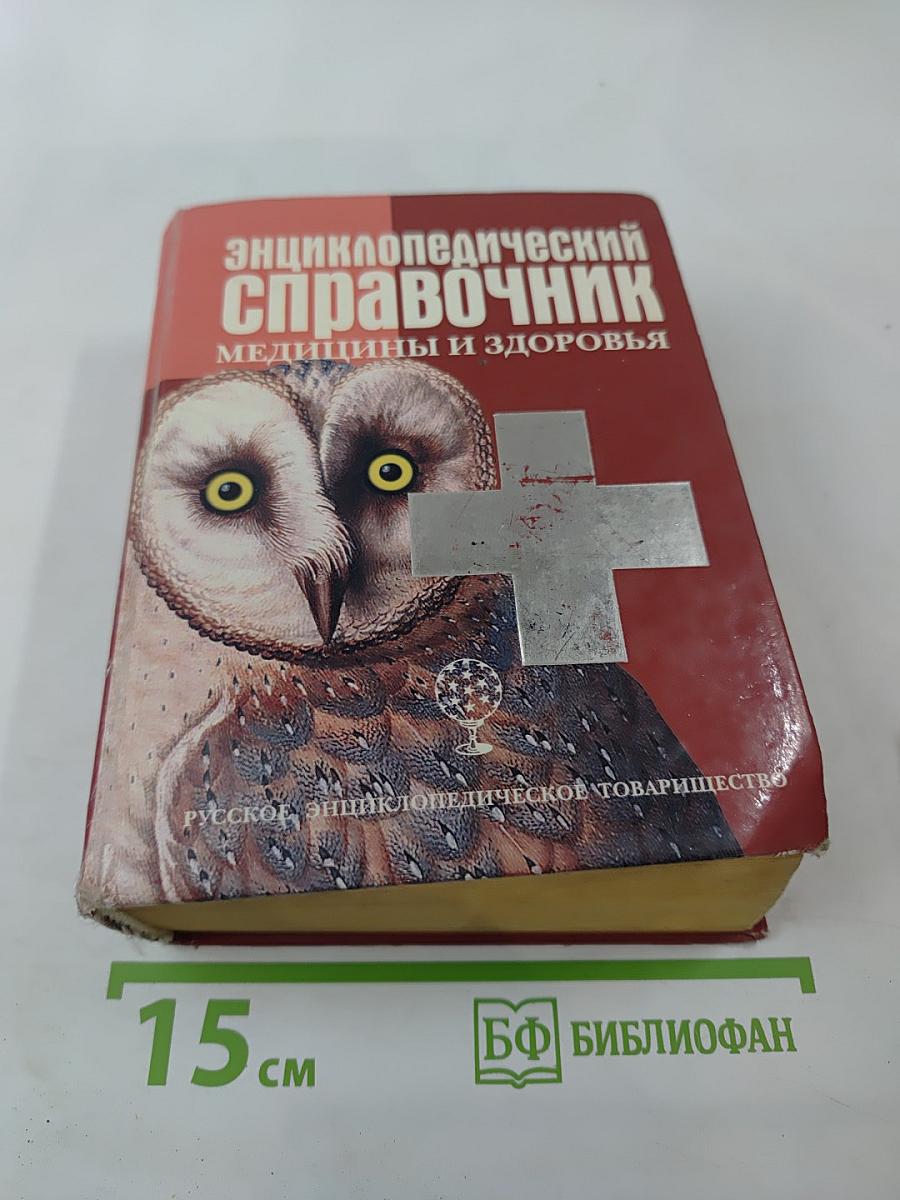 ЭНЦИКЛОПЕДИЧЕСКИЙ
СПРАВОЧНИК
МЕДИЦИНЫ И ЗДОРОВЬЯ
РУССКОЕ ЭНЦИКЛОПЕДИЧЕСКОЕ ТОВАРИЩЕСТВО
15 см
БФ БИБЛИОФАН